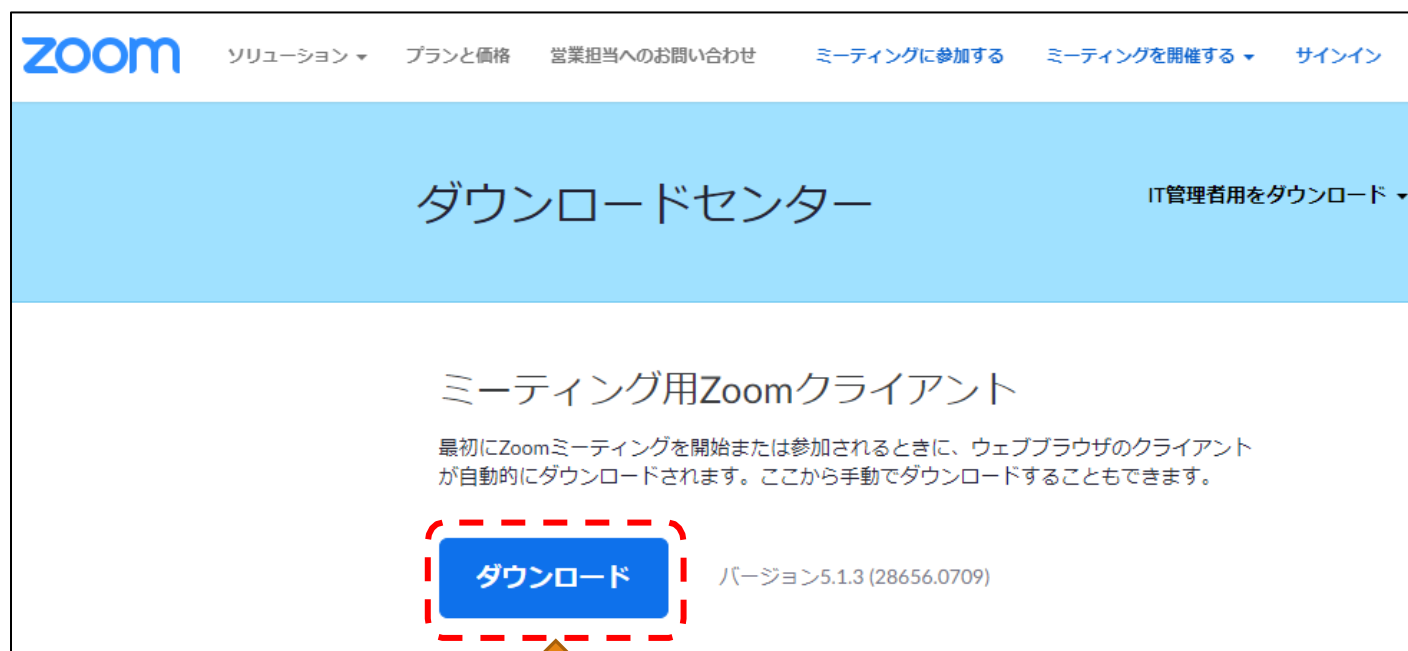 zoom ソリューション プランと価格 営業担当へのお問い合わせ ミーティングに参加する ミーティングを開催する サインイン
ダウンロードセンター
IT管理者用をダウンロード
ミーティング用Zoomクライアント
最初にZoomミーティングを開始または参加されるときに、ウェブブラウザのクライアント
が自動的にダウンロードされます。ここから手動でダウンロードすることもできます。
ダウンロード
バージョン5.1.3 (28656.0709)